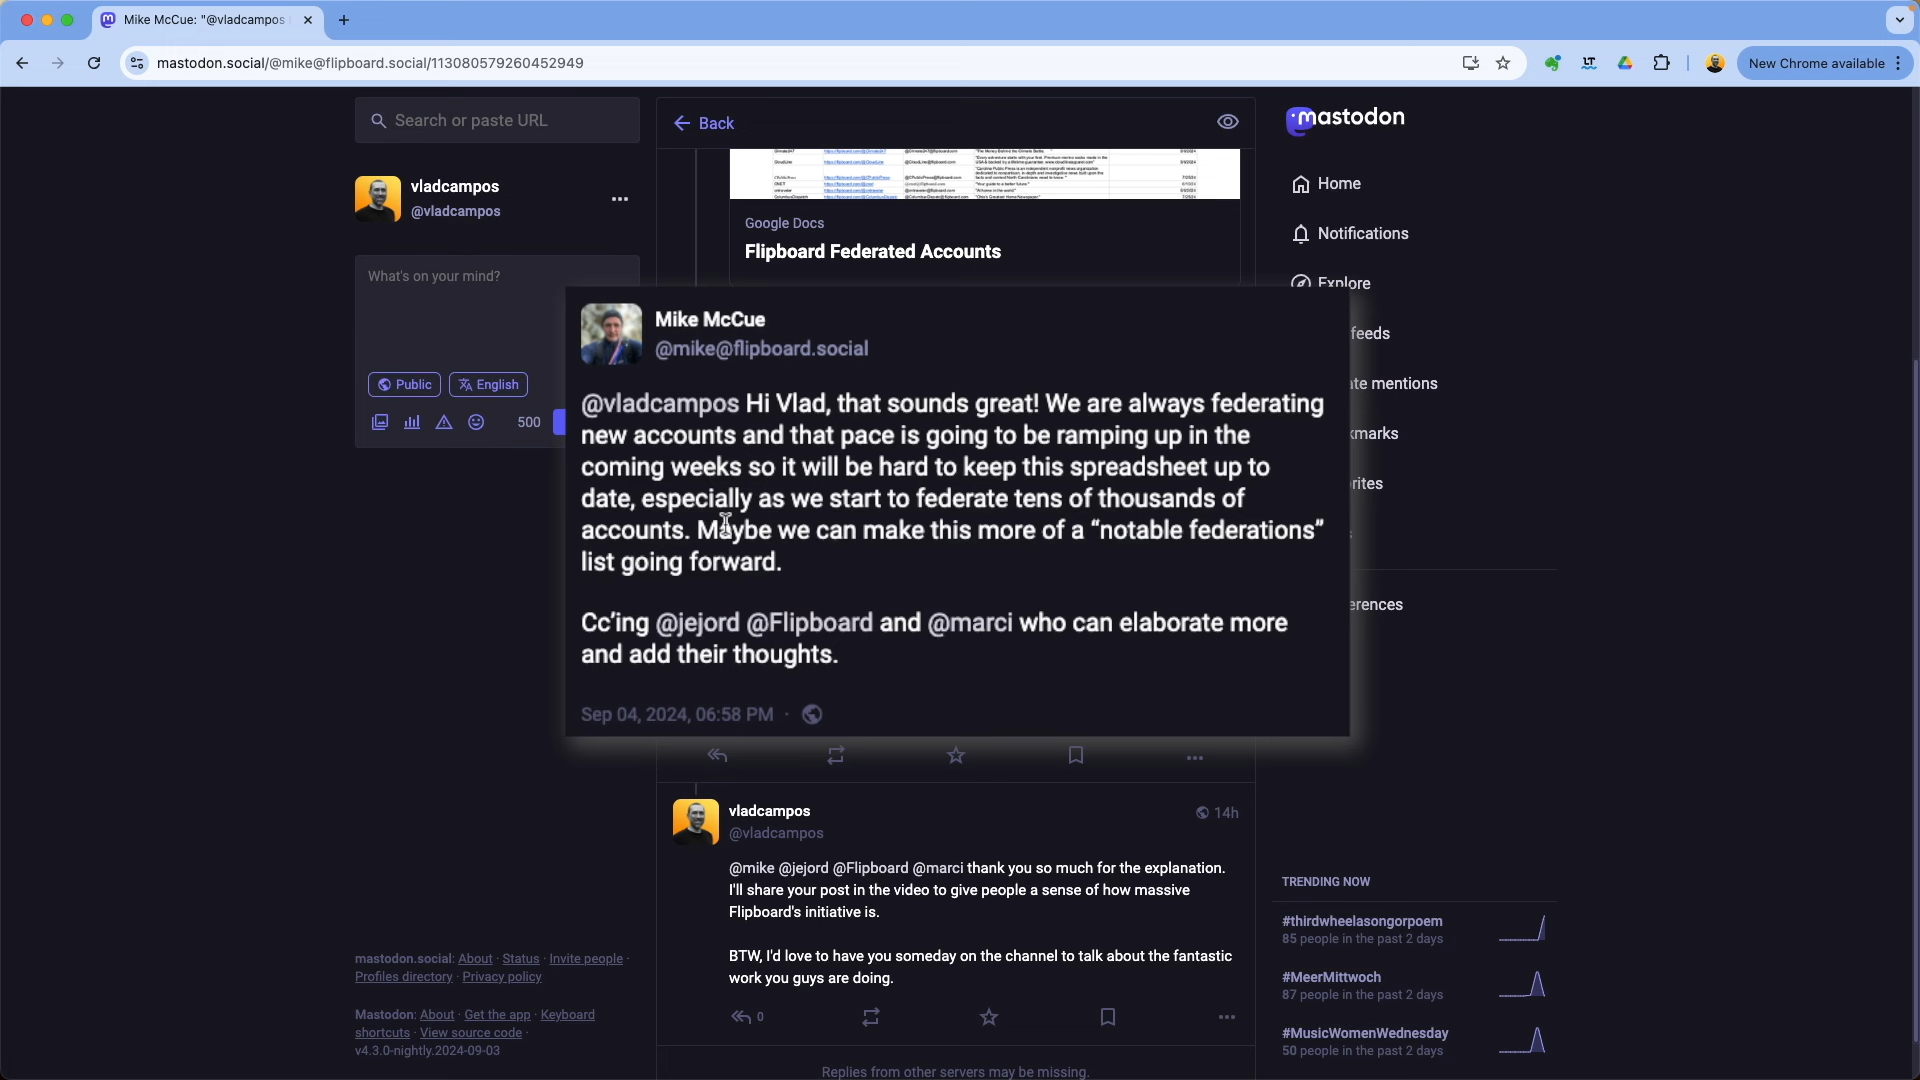 Mike McCue: "@vladcampos
mastodon.social/@mike@flipboard.social/113080579260452949
New Chrome available
Search or paste URL
vladcampos
@vladcampos
What's on your mind?
Public
English
500
mastodon.social: About · Status · Invite people ·
Profiles directory · Privacy policy
Mastodon: About · Get the app · Keyboard
shortcuts · View source code ·
v4.3.0-nightly.2024-09-03
Back
Google Docs
Flipboard Federated Accounts
Mike McCue
@mike@flipboard.social
@vladcampos Hi Vlad, that sounds great! We are always federating
new accounts and that pace is going to be ramping up in the
coming weeks so it will be hard to keep this spreadsheet up to
date, especially as we start to federate tens of thousands of
accounts. Maybe we can make this more of a “notable federations”
list going forward.
Cc’ing @jejord @Flipboard and @marci who can elaborate more
and add their thoughts.
Sep 04, 2024, 06:58 PM ·
vladcampos
14h
@vladcampos
@mike @jejord @Flipboard @marci thank you so much for the explanation.
I'll share your post in the video to give people a sense of how massive
Flipboard's initiative is.
BTW, I'd love to have you someday on the channel to talk about the fantastic
work you guys are doing.
0
Replies from other servers may be missing.
mastodon
Home
Notifications
Explore
feeds
te mentions
kmarks
rites
erences
TRENDING NOW
#thirdwheelasongorpoem
85 people in the past 2 days
#MeerMittwoch
87 people in the past 2 days
#MusicWomenWednesday
50 people in the past 2 days